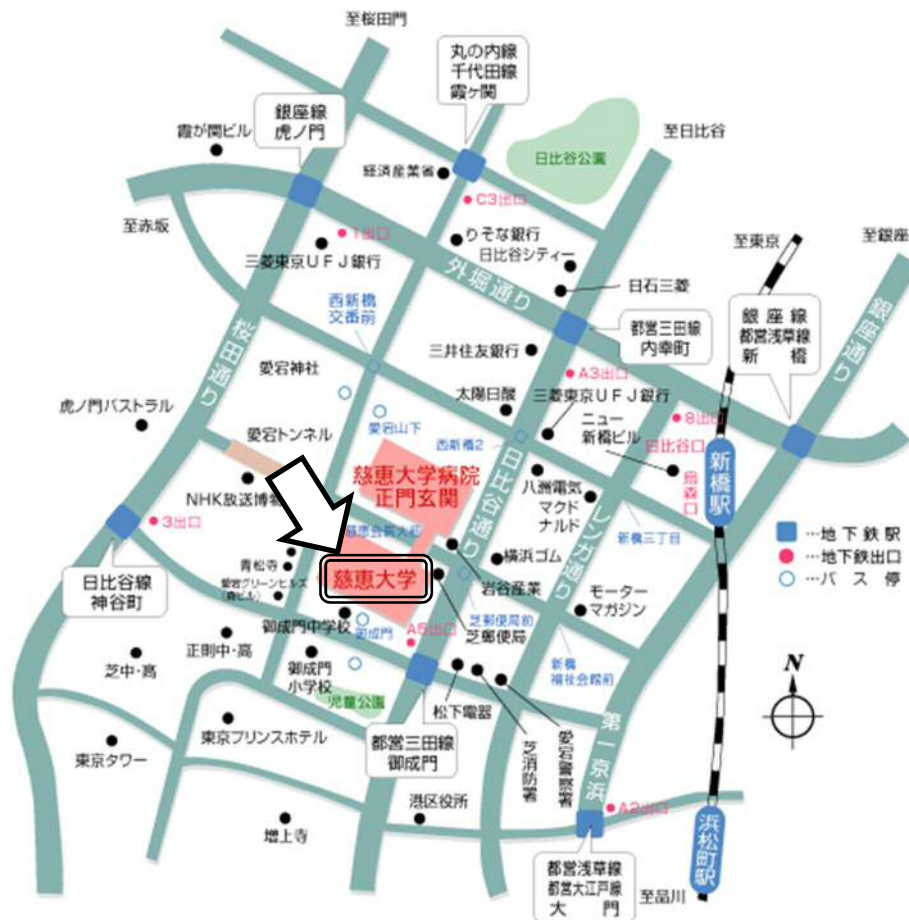 至桜田門
丸の内線
千代田線
霞ヶ関
銀座線
虎ノ門
霞が関ビル
至日比谷
日比谷公園
経済産業省
C3出口
至赤坂
1出口
りそな銀行
日比谷シティー
三菱東京UFJ銀行
外堀通り
日石三菱
至東京
至銀座
西新橋
交番前
桜田通り
都営三田線
内幸町
銀座線
都営浅草線
新橋
銀座通り
三井住友銀行
愛宕神社
A3出口
太陽日酸
三菱東京UFJ銀行
8出口
虎ノ門パストラル
愛宕山下
ニュー
新橋ビル
日比谷口
愛宕トンネル
西新橋2
烏森口
新橋駅
慈恵大学病院
正門玄関
日比谷通り
八洲電気
マクド
ナルド
レンガ通り
NHK放送博物
3出口
新橋三丁目
…地下鉄駅
…地下鉄出口
…バス停
横浜ゴム
青松寺
愛宕グリーンヒルズ
(森ビル)
慈恵大学
岩谷産業
日比谷線
神谷町
モーター
マガジン
芝郵便局前
御成門中学校
御成門
A5出口
芝郵便局
正則中・高
芝中・高
御成門
小学校
新橋
福祉会館前
N
児童公園
松下電器
第一京浜
東京プリンスホテル
都営三田線
御成門
芝消防署
愛宕警察署
東京タワー
港区役所
A2出口
増上寺
浜松町駅
都営浅草線
都営大江戸線
大門
至品川